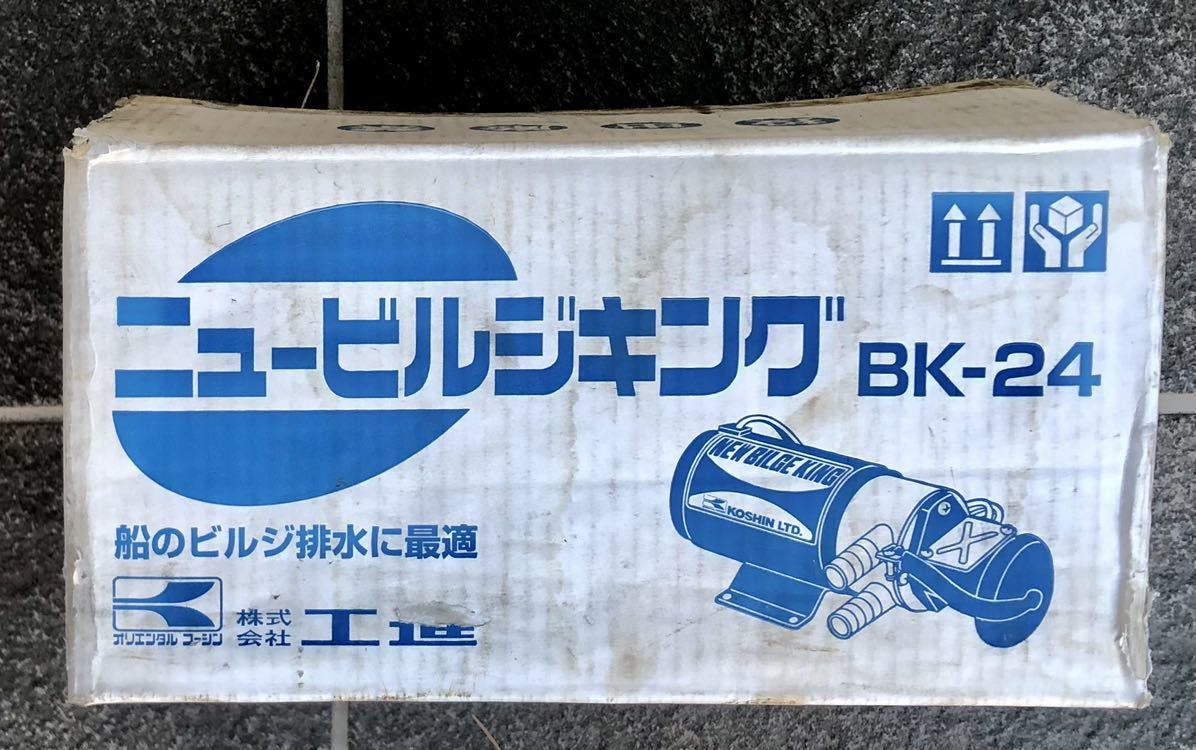 ニュービルジキング BK-24
NEW BILGE KING
KOSHIN LTD.
船のビルジ排水に最適
オリエンタル コーシン
株式会社 工進